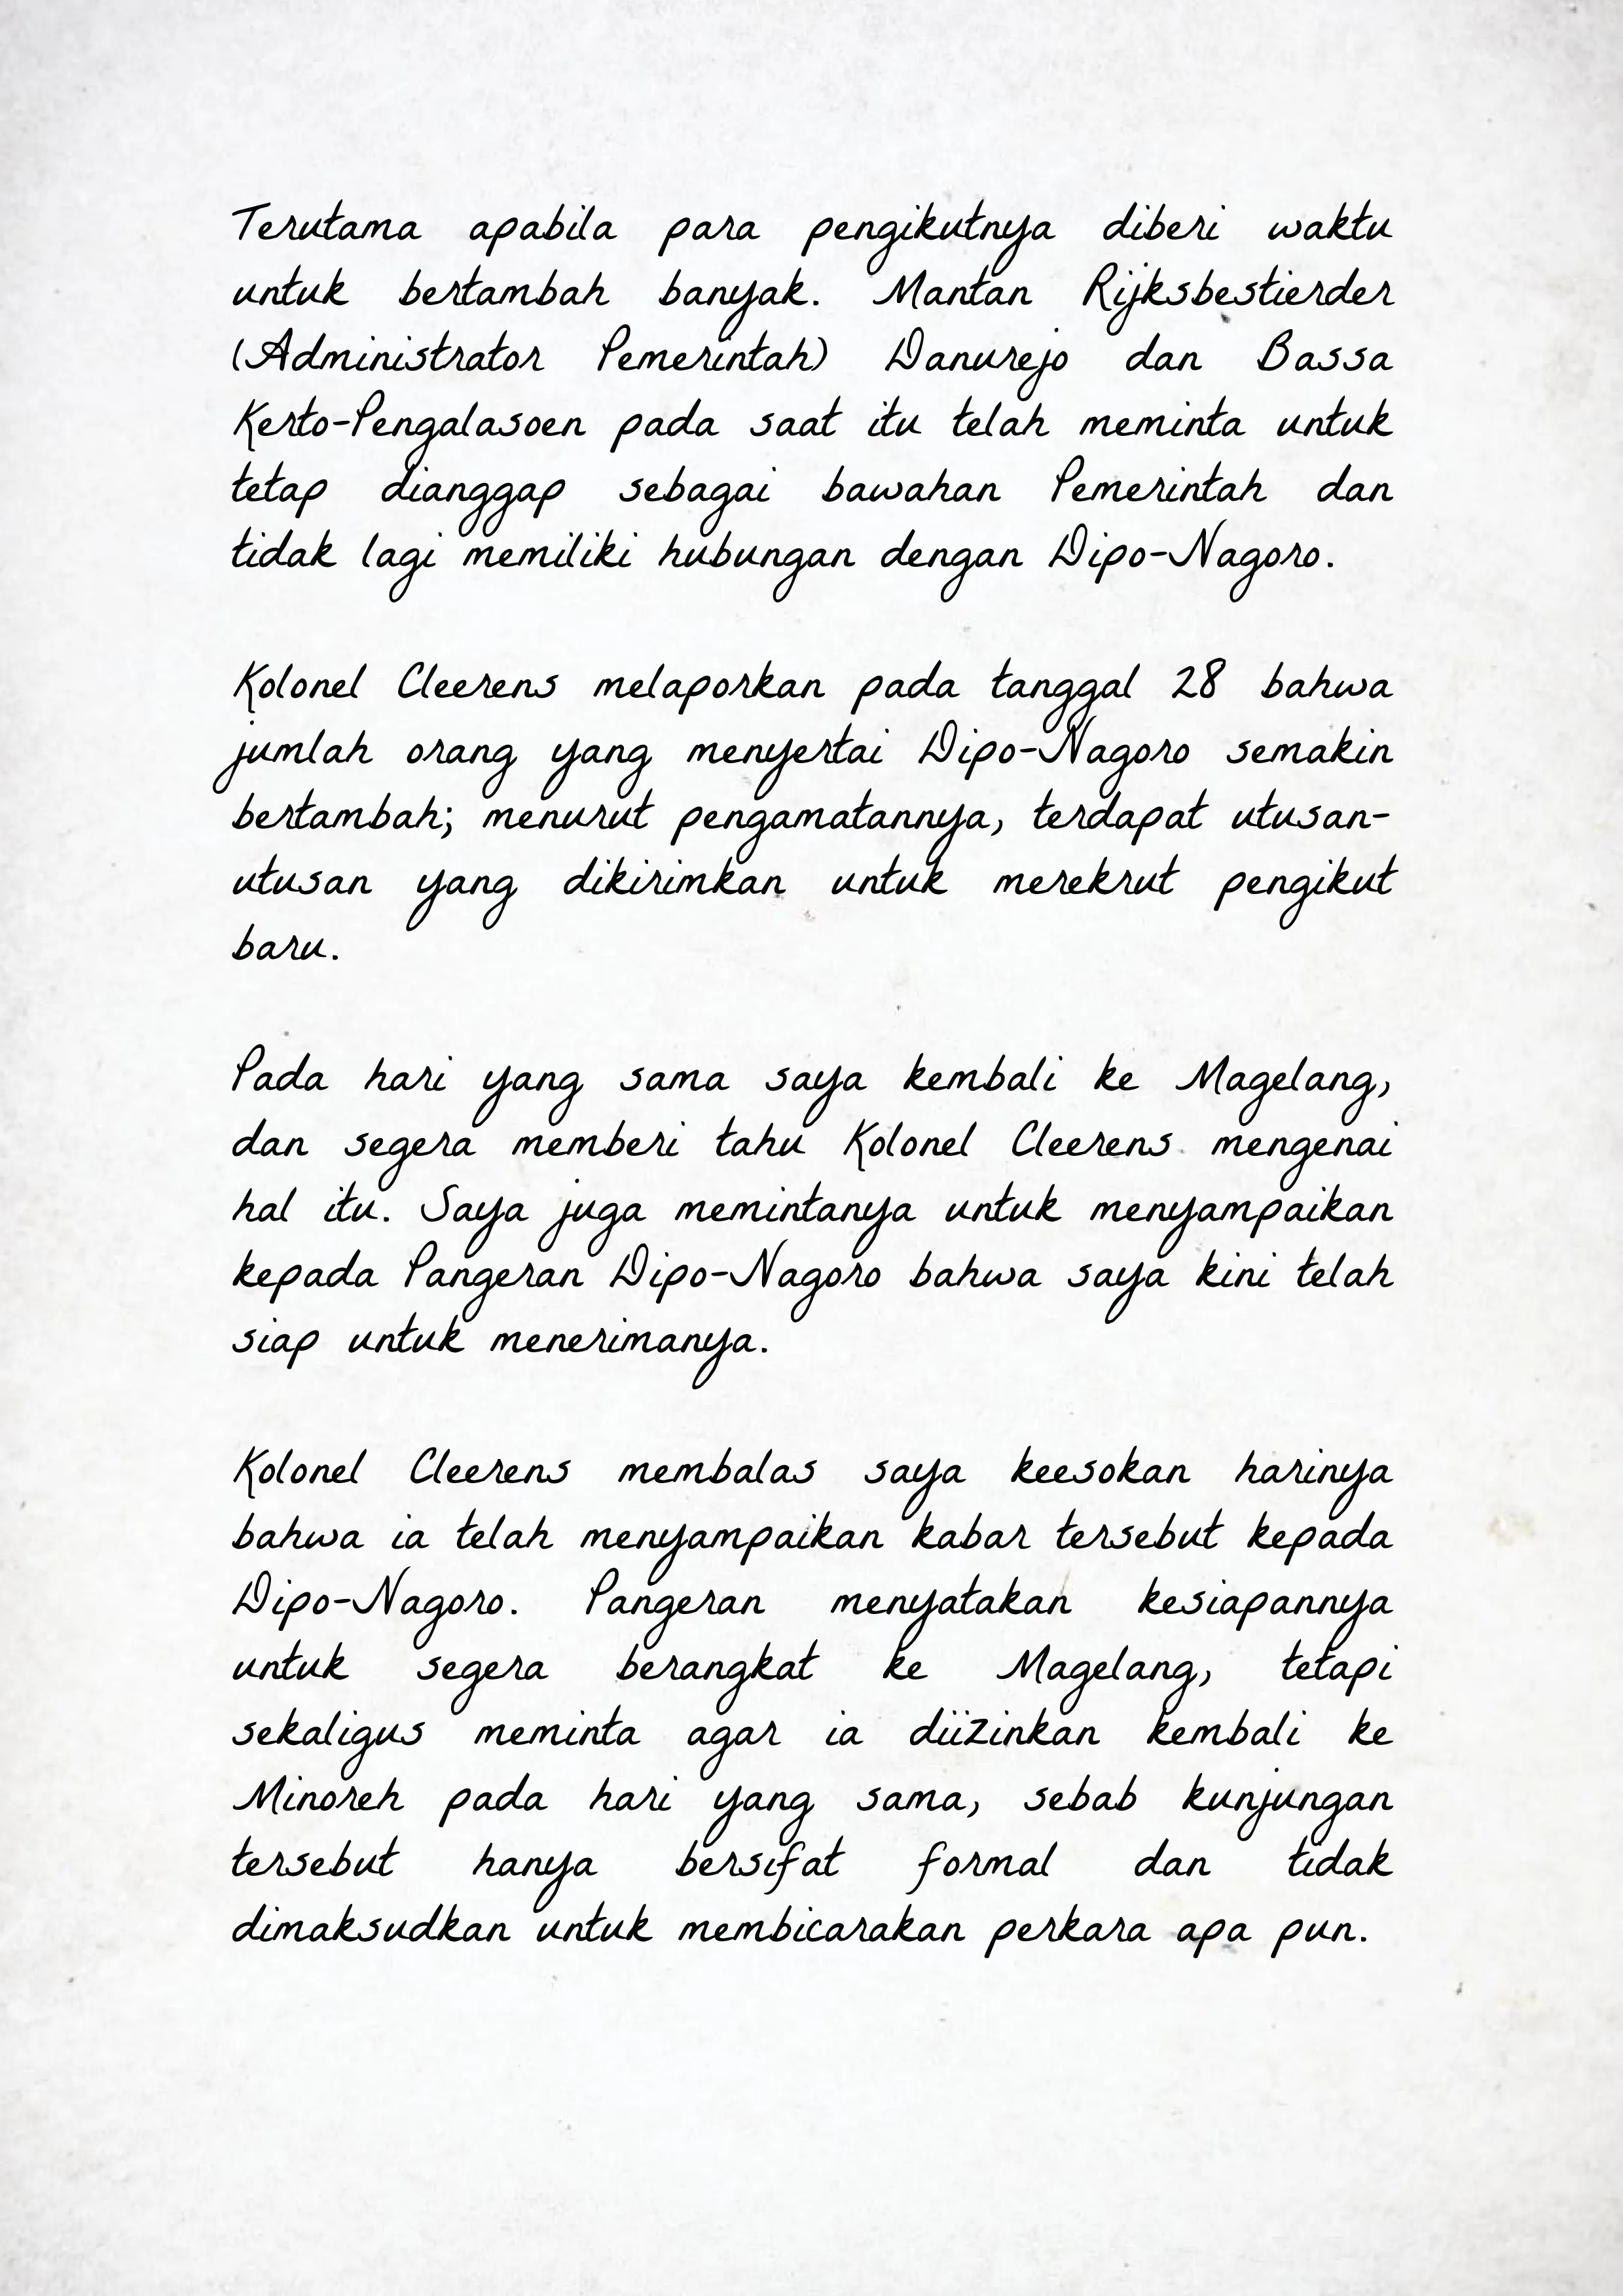 Terutama apabila para pengikutnya diberi waktu
untuk bertambah banyak. Mantan Rijksbestierder
(Administrator Pemerintah) Danurejo dan Bassa
Kerto-Pengalasoen pada saat itu telah meminta untuk
tetap dianggap sebagai bawahan Pemerintah dan
tidak lagi memiliki hubungan dengan Dipo-Nagoro.
Kolonel Cleerens melaporkan pada tanggal 28 bahwa
jumlah orang yang menyertai Dipo-Nagoro semakin
bertambah; menurut pengamatannya, terdapat utusan-
utusan yang dikirimkan untuk merekrut pengikut
baru.
Pada hari yang sama saya kembali ke Magelang,
dan segera memberi tahu Kolonel Cleerens mengenai
hal itu. Saya juga memintanya untuk menyampaikan
kepada Pangeran Dipo-Nagoro bahwa saya kini telah
siap untuk menerimanya.
Kolonel Cleerens membalas saya keesokan harinya
bahwa ia telah menyampaikan kabar tersebut kepada
Dipo-Nagoro. Pangeran menyatakan kesiapannya
untuk segera berangkat ke Magelang, tetapi
sekaligus meminta agar ia diizinkan kembali ke
Minoreh pada hari yang sama, sebab kunjungan
tersebut hanya bersifat formal dan tidak
dimaksudkan untuk membicarakan perkara apa pun.